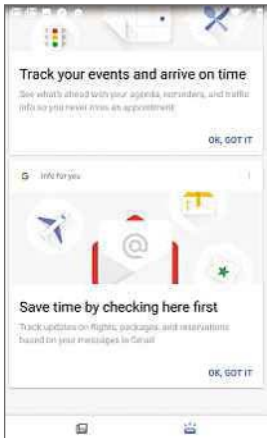 Track your events and arrive on time
See what's ahead with your agenda, reminders, and traffic
info so you never miss an appointment
OK, GOT IT
G Info for you
Save time by checking here first
Track updates on flights, packages, and reservations
based on your messages in Gmail
OK, GOT IT